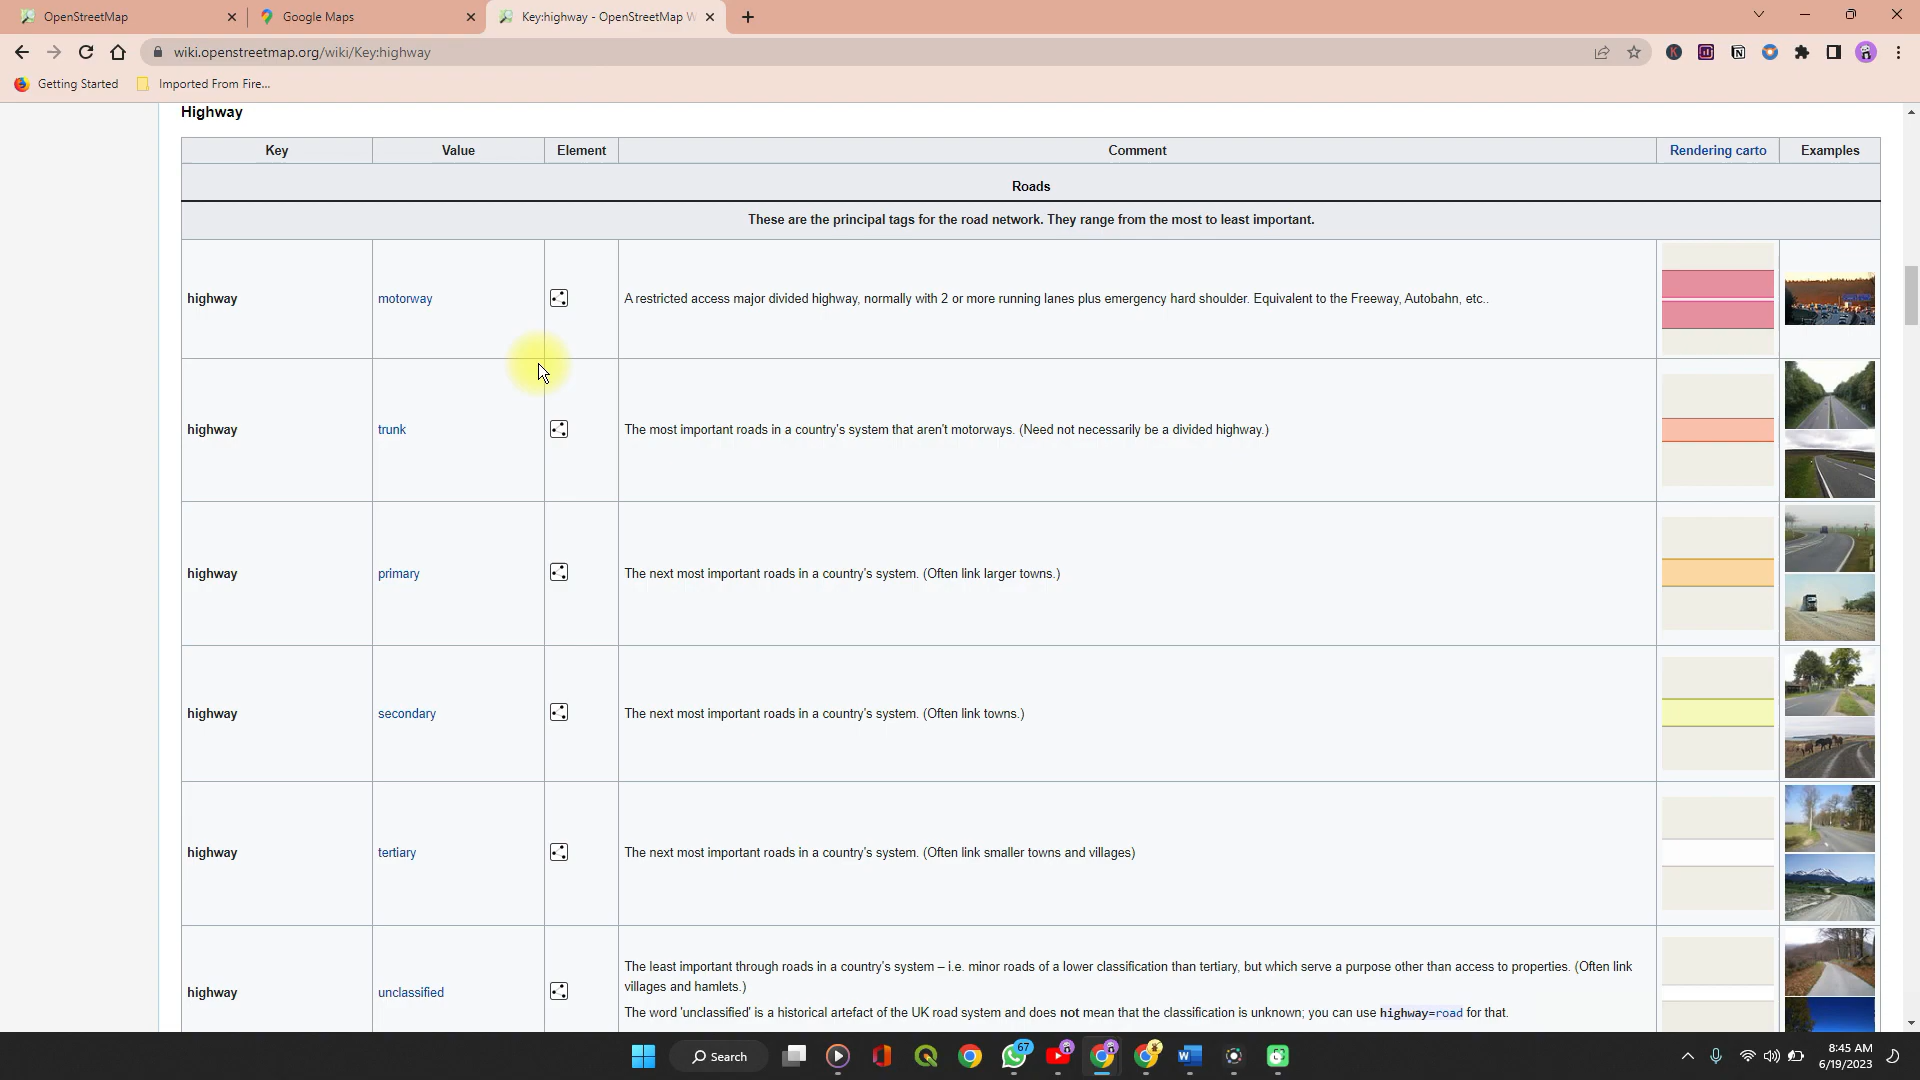 OpenStreetMap
Google Maps
Key:highway - OpenStreetMap W
wiki.openstreetmap.org/wiki/Key:highway
Getting Started
Imported From Fire...
Highway
Key Value Element Comment Rendering carto Examples
Roads
These are the principal tags for the road network. They range from the most to least important.
highway motorway A restricted access major divided highway, normally with 2 or more running lanes plus emergency hard shoulder. Equivalent to the Freeway, Autobahn, etc..
highway trunk The most important roads in a country's system that aren't motorways. (Need not necessarily be a divided highway.)
highway primary The next most important roads in a country's system. (Often link larger towns.)
highway secondary The next most important roads in a country's system. (Often link towns.)
highway tertiary The next most important roads in a country's system. (Often link smaller towns and villages)
The least important through roads in a country's system – i.e. minor roads of a lower classification than tertiary, but which serve a purpose other than access to properties. (Often link
villages and hamlets.)
highway unclassified
The word 'unclassified' is a historical artefact of the UK road system and does not mean that the classification is unknown; you can use highway=road for that.
Search
67
8:45 AM
6/19/2023